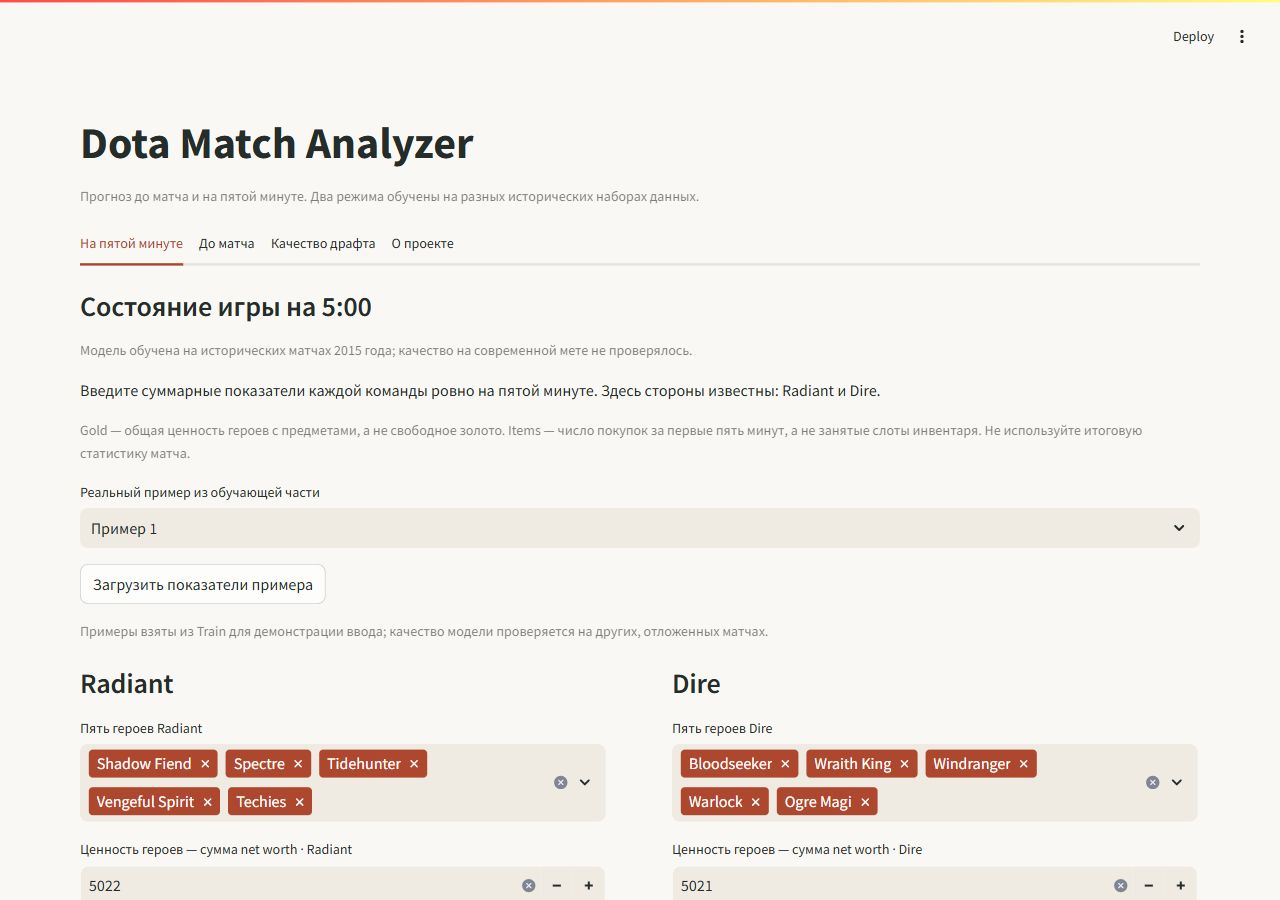 Deploy
Dota Match Analyzer
Прогноз до матча и на пятой минуте. Два режима обучены на разных исторических наборах данных.
На пятой минуте До матча Качество драфта О проекте
Состояние игры на 5:00
Модель обучена на исторических матчах 2015 года; качество на современной мете не проверялось.
Введите суммарные показатели каждой команды ровно на пятой минуте. Здесь стороны известны: Radiant и Dire.
Gold — общая ценность героев с предметами, а не свободное золото. Items — число покупок за первые пять минут, а не занятые слоты инвентаря. Не используйте итоговую
статистику матча.
Реальный пример из обучающей части
Пример 1
Загрузить показатели примера
Примеры взяты из Train для демонстрации ввода; качество модели проверяется на других, отложенных матчах.
Radiant
Пять героев Radiant
Shadow Fiend Spectre Tidehunter
Vengeful Spirit Techies
Ценность героев — сумма net worth · Radiant
5022
Dire
Пять героев Dire
Bloodseeker Wraith King Windranger
Warlock Ogre Magi
Ценность героев — сумма net worth · Dire
5021